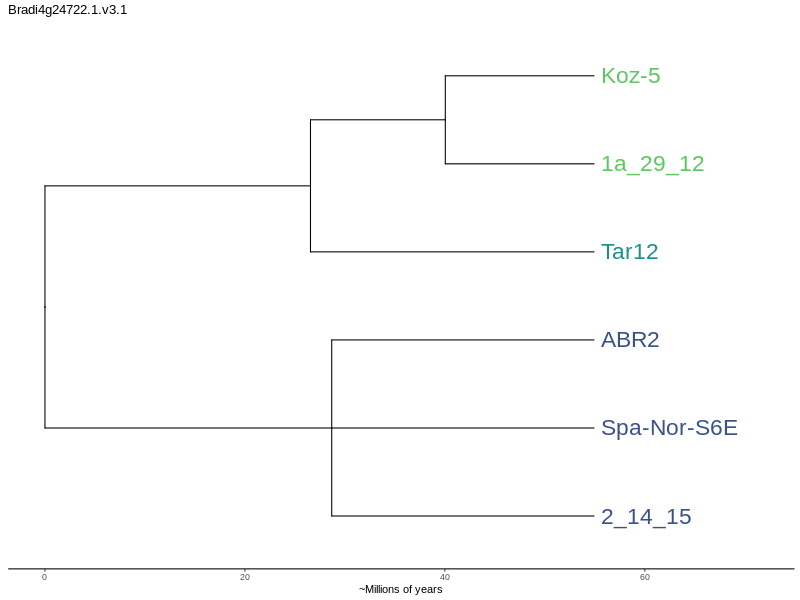 Bradi4g24722.1.v3.1
Koz-5
1a_29_12
Tar12
ABR2
Spa-Nor-S6E
2_14_15
0 20 40 60
~Millions of years